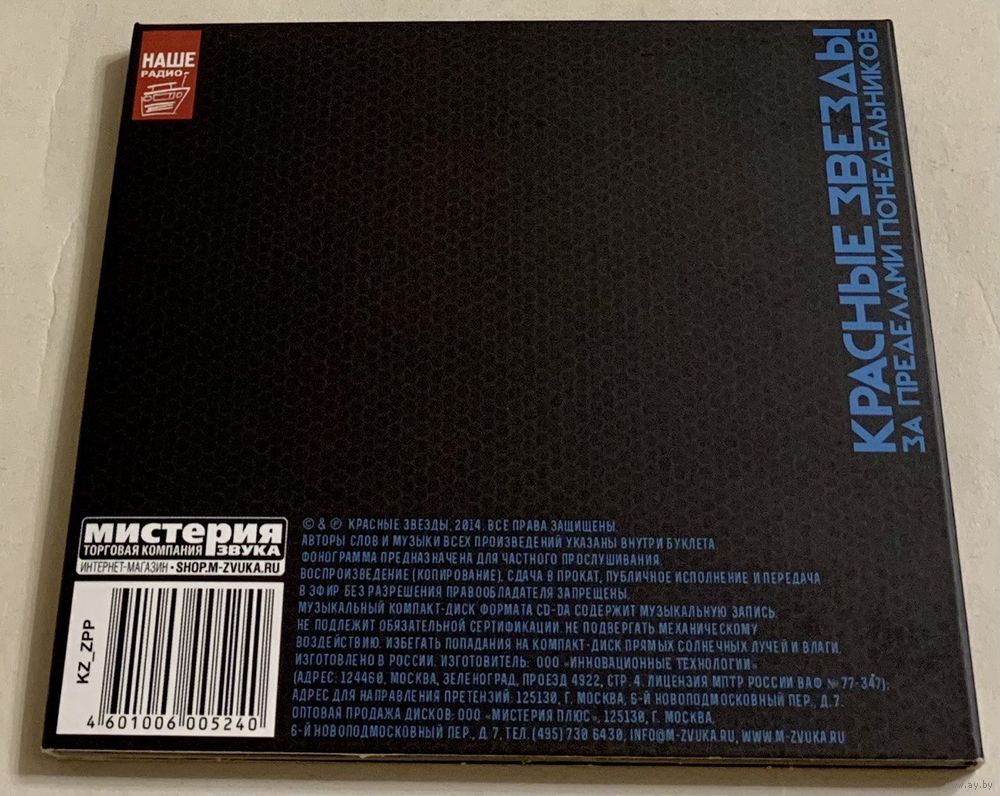 НАШЕ
РАДИО
КРАСНЫЕ ЗВЕЗДЫ
ЗА ПРЕДЕЛАМИ ПОНЕДЕЛЬНИКОВ
МИСТЕРИЯ
ЗВУКА
ТОРГОВАЯ КОМПАНИЯ
ИНТЕРНЕТ-МАГАЗИН • SHOP.M-ZVUKA.RU
KZ_ZPP
4 601006 005240
© & ℗ КРАСНЫЕ ЗВЕЗДЫ, 2014. ВСЕ ПРАВА ЗАЩИЩЕНЫ.
АВТОРЫ СЛОВ И МУЗЫКИ ВСЕХ ПРОИЗВЕДЕНИЙ УКАЗАНЫ ВНУТРИ БУКЛЕТА
ФОНОГРАММА ПРЕДНАЗНАЧЕНА ДЛЯ ЧАСТНОГО ПРОСЛУШИВАНИЯ.
ВОСПРОИЗВЕДЕНИЕ (КОПИРОВАНИЕ), СДАЧА В ПРОКАТ, ПУБЛИЧНОЕ ИСПОЛНЕНИЕ И ПЕРЕДАЧА
В ЭФИР БЕЗ РАЗРЕШЕНИЯ ПРАВООБЛАДАТЕЛЯ ЗАПРЕЩЕНЫ.
МУЗЫКАЛЬНЫЙ КОМПАКТ-ДИСК ФОРМАТА CD-DA СОДЕРЖИТ МУЗЫКАЛЬНУЮ ЗАПИСЬ.
НЕ ПОДЛЕЖИТ ОБЯЗАТЕЛЬНОЙ СЕРТИФИКАЦИИ. НЕ ПОДВЕРГАТЬ МЕХАНИЧЕСКОМУ
ВОЗДЕЙСТВИЮ. ИЗБЕГАТЬ ПОПАДАНИЯ НА КОМПАКТ-ДИСК ПРЯМЫХ СОЛНЕЧНЫХ ЛУЧЕЙ И ВЛАГИ.
ИЗГОТОВЛЕНО В РОССИИ. ИЗГОТОВИТЕЛЬ: ООО «ИННОВАЦИОННЫЕ ТЕХНОЛОГИИ»
(АДРЕС: 124460, МОСКВА, ЗЕЛЕНОГРАД, ПРОЕЗД 4922, СТР. 4. ЛИЦЕНЗИЯ МПТР РОССИИ ВАФ №77-347);
АДРЕС ДЛЯ НАПРАВЛЕНИЯ ПРЕТЕНЗИЙ: 125130, Г. МОСКВА, 6-Й НОВОПОДМОСКОВНЫЙ ПЕР., Д. 7.
ОПТОВАЯ ПРОДАЖА ДИСКОВ: ООО «МИСТЕРИЯ ПЛЮС», 125130, Г. МОСКВА,
6-Й НОВОПОДМОСКОВНЫЙ ПЕР., Д. 7, ТЕЛ. (495) 730 6430, INFO@M-ZVUKA.RU, WWW.M-ZVUKA.RU
www.ay.by